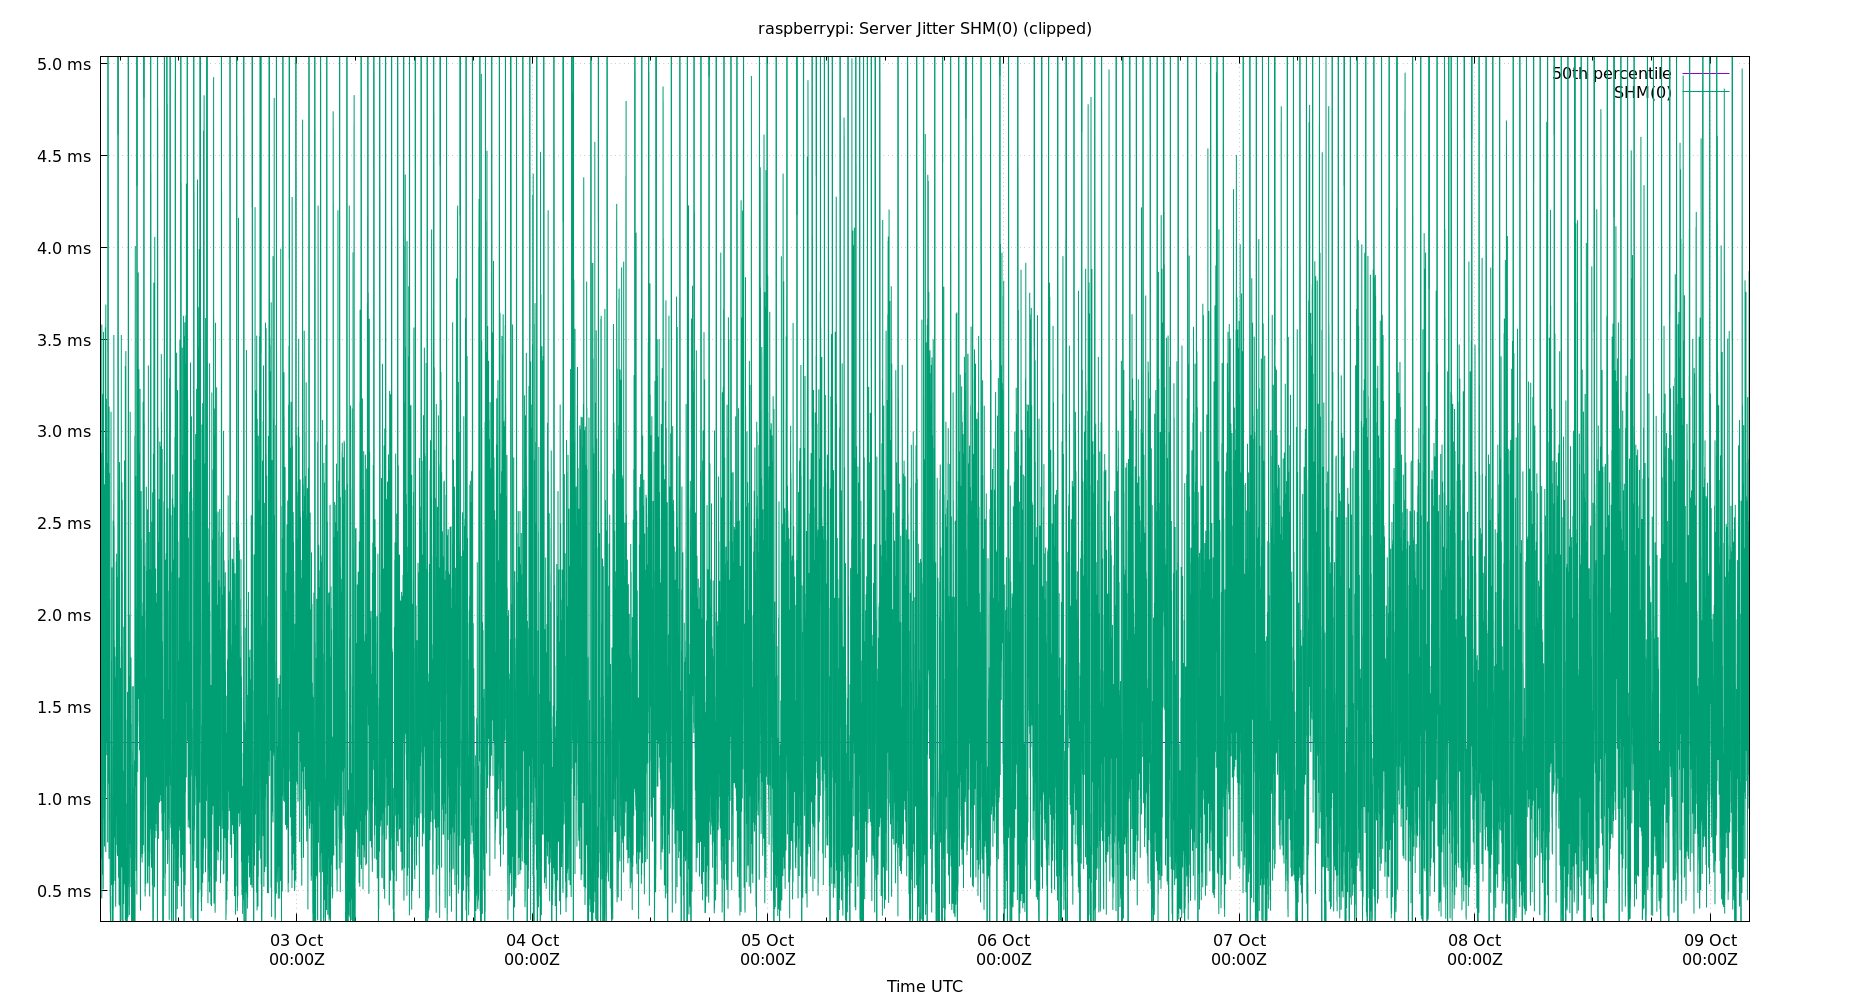 raspberrypi: Server Jitter SHM(0) (clipped)
5.0 ms
50th percentile
SHM(0)
4.5 ms
4.0 ms
3.5 ms
3.0 ms
2.5 ms
2.0 ms
1.5 ms
1.0 ms
0.5 ms
03 Oct 04 Oct 05 Oct 06 Oct 07 Oct 08 Oct 09 Oct
00:00Z 00:00Z 00:00Z 00:00Z 00:00Z 00:00Z 00:00Z
Time UTC